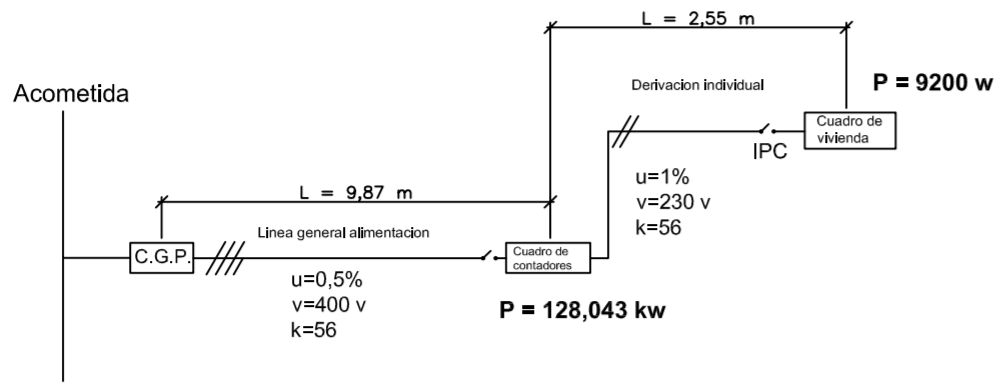 L = 2,55 m
Derivacion individual
P = 9200 w
Acometida
Cuadro de
vivienda
IPC
u=1%
v=230 v
k=56
L = 9,87 m
Linea general alimentacion
C.G.P.
Cuadro de
contadores
u=0,5%
v=400 v
k=56
P = 128,043 kw